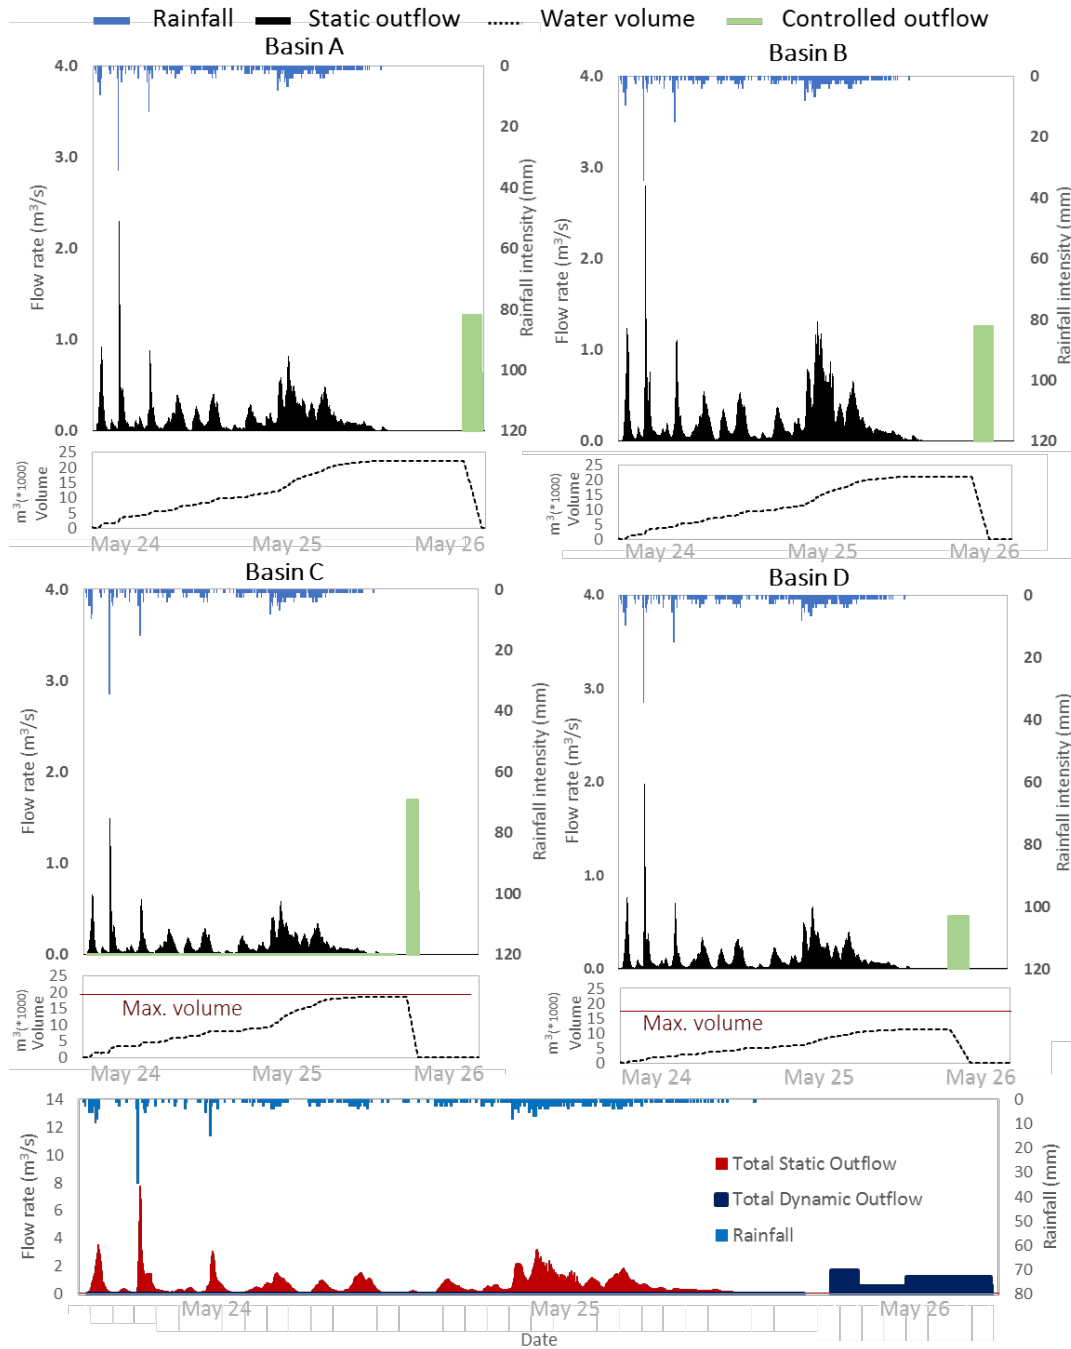 Rainfall Static outflow Water volume Controlled outflow
Basin A
4.0
3.0
2.0
1.0
0.0
Flow rate (m³/s)
0
20
40
60
80
100
120
Rainfall intensity (mm)
25
20
15
10
5
0
m³(*1000)
Volume
May 24 May 25 May 26
Basin B
4.0
3.0
2.0
1.0
0.0
Flow rate (m³/s)
0
20
40
60
80
100
120
Rainfall intensity (mm)
25
20
15
10
5
0
m³(*1000)
Volume
May 24 May 25 May 26
Basin C
4.0
3.0
2.0
1.0
0.0
Flow rate (m³/s)
0
20
40
60
80
100
120
Rainfall intensity (mm)
25
20
15
10
5
0
m³(*1000)
Volume
Max. volume
May 24 May 25 May 26
Basin D
4.0
3.0
2.0
1.0
0.0
Flow rate (m³/s)
0
20
40
60
80
100
120
Rainfall intensity (mm)
25
20
15
10
5
0
m³(*1000)
Volume
Max. volume
May 24 May 25 May 26
14
12
10
8
6
4
2
0
Flow rate (m³/s)
0
10
20
30
40
50
60
70
80
Rainfall (mm)
Total Static Outflow
Total Dynamic Outflow
Rainfall
May 24 May 25 May 26
Date